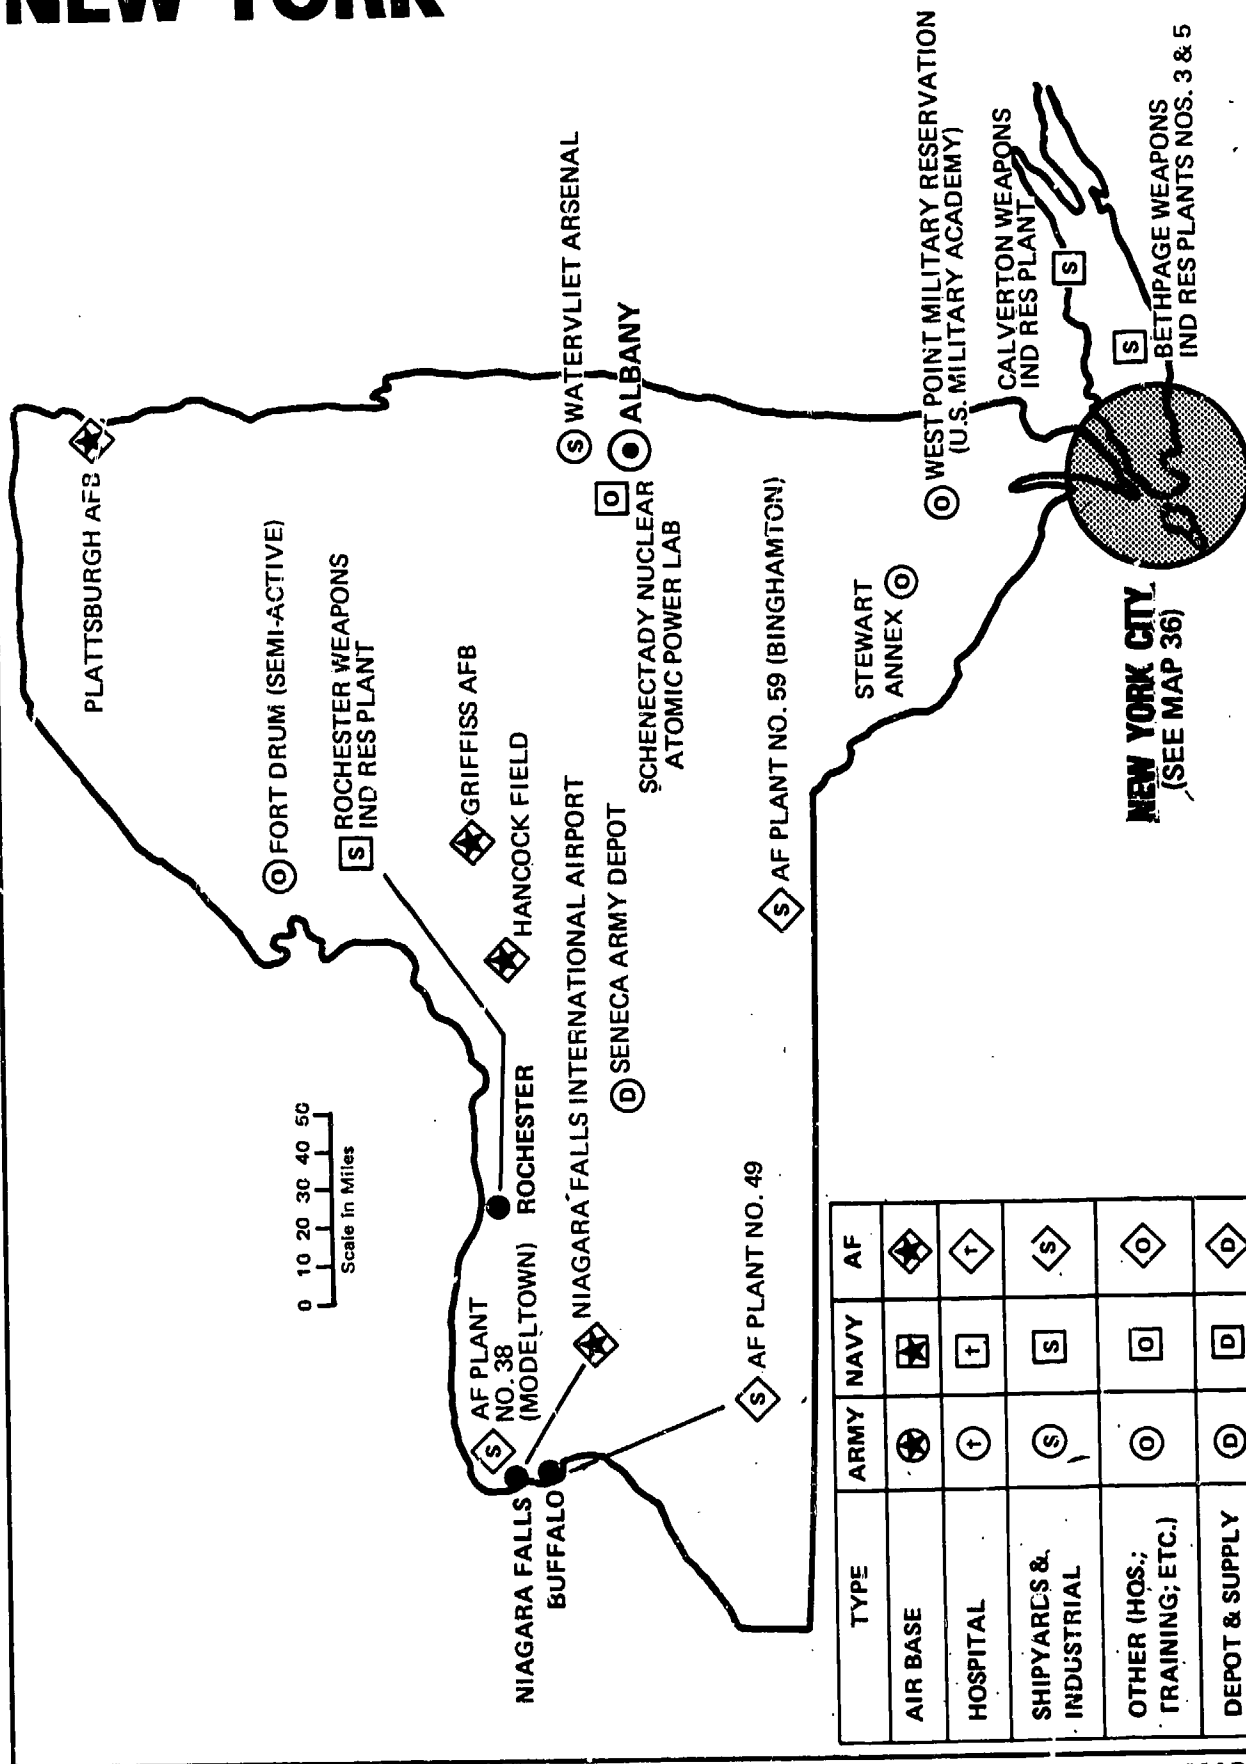 NEW YORK
PLATTSBURGH AFB
FORT DRUM (SEMI-ACTIVE)
ROCHESTER WEAPONS
IND RES PLANT
GRIFFISS AFB
HANCOCK FIELD
NIAGARA FALLS INTERNATIONAL AIRPORT
SENECA ARMY DEPOT
WATERVLIET ARSENAL
ALBANY
SCHENECTADY NUCLEAR
ATOMIC POWER LAB
AF PLANT NO. 59 (BINGHAMTON)
STEWART
ANNEX
WEST POINT MILITARY RESERVATION
(U.S. MILITARY ACADEMY)
CALVERTON WEAPONS
IND RES PLANT
BETHPAGE WEAPONS
IND RES PLANTS NOS. 3 & 5
NEW YORK CITY
(SEE MAP 36)
0 10 20 30 40 50
Scale in Miles
ROCHESTER
AF PLANT
NO. 38
(MODELTOWN)
NIAGARA FALLS
BUFFALO
AF PLANT NO. 49
TYPE ARMY NAVY AF
AIR BASE
HOSPITAL t t t
SHIPYARDS &
INDUSTRIAL S S S
OTHER (HQS.;
TRAINING; ETC.) O O O
DEPOT & SUPPLY D D D